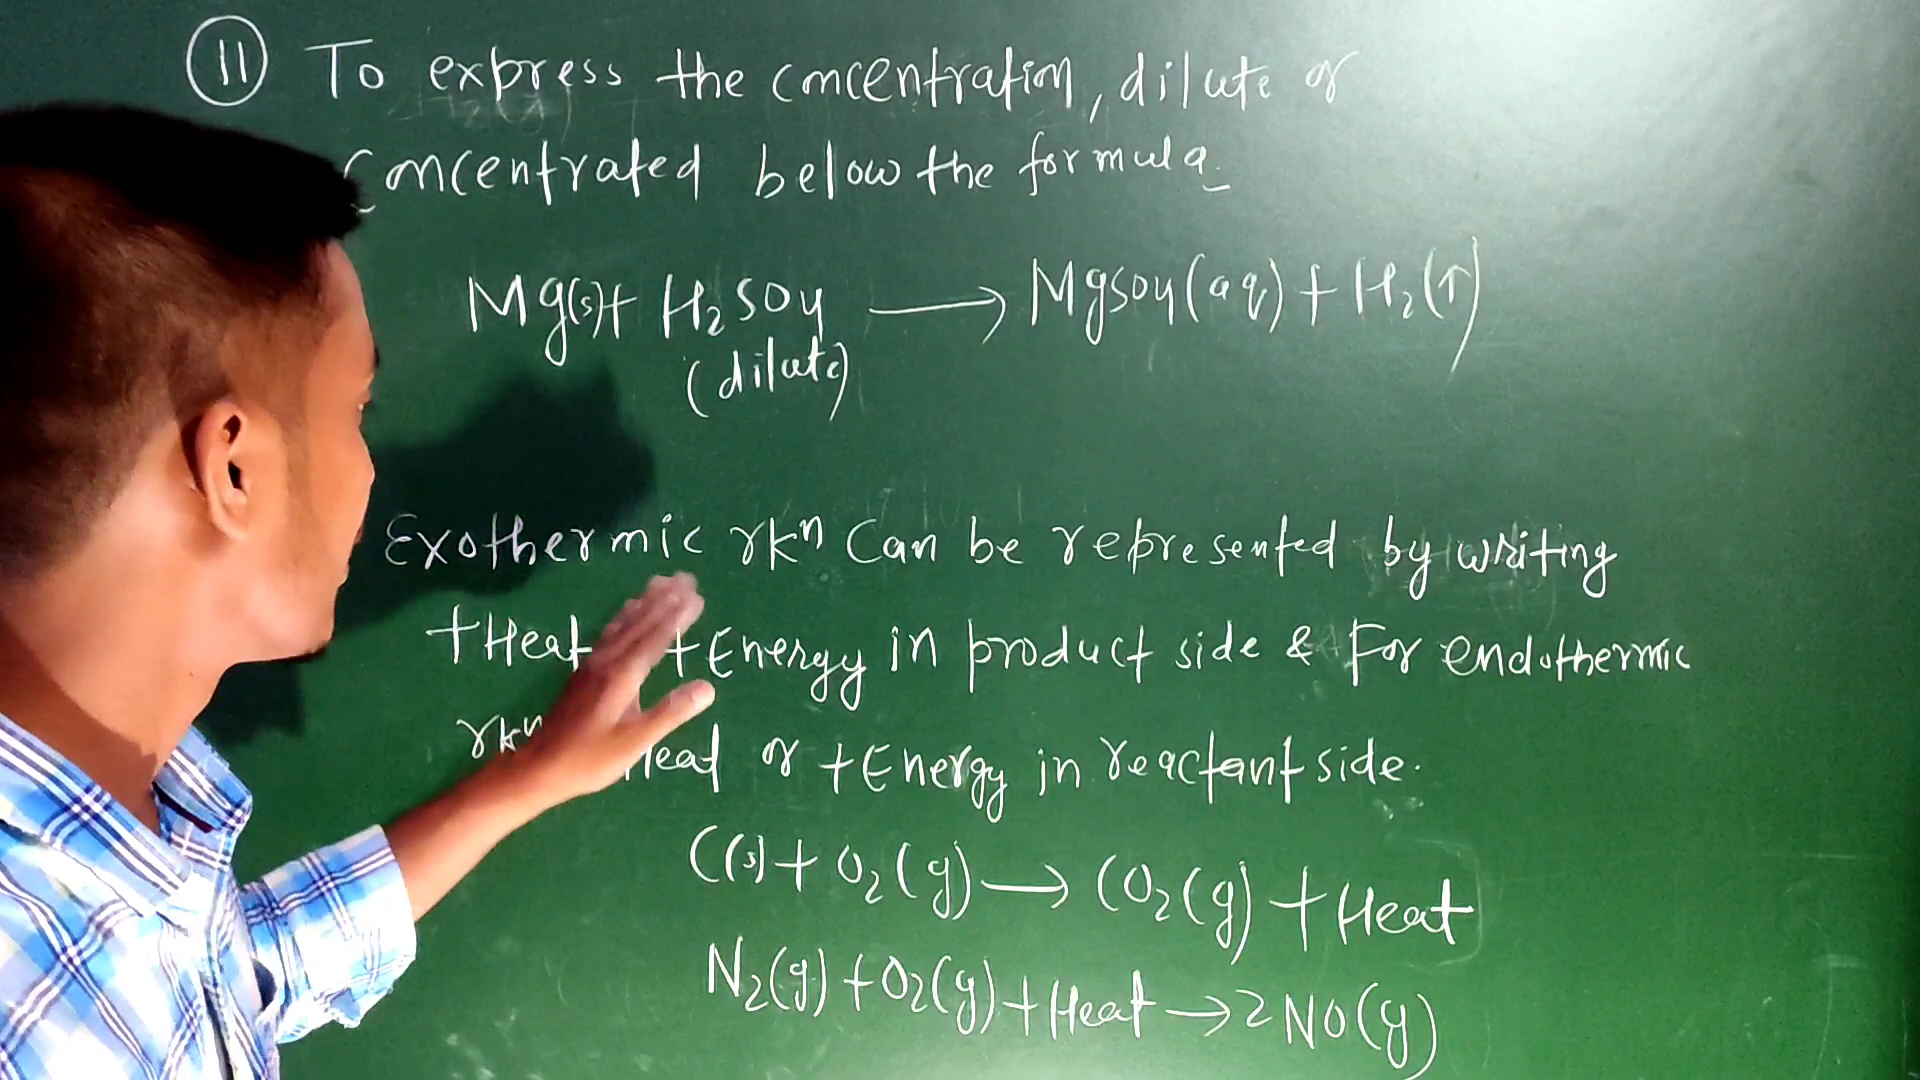 11 To express the concentration, dilute or
concentrated below the formula.
Mg(s) + H₂SO₄ ⟶ MgSO₄(aq) + H₂(↑)
(dilute)
Exothermic rkⁿ Can be represented by writing
+Heat +Energy in product side & For endothermic
rkⁿ Heat or +Energy in reactant side.
C(s) + O₂(g) ⟶ CO₂(g) + Heat
N₂(g) + O₂(g) + Heat → 2NO(g)